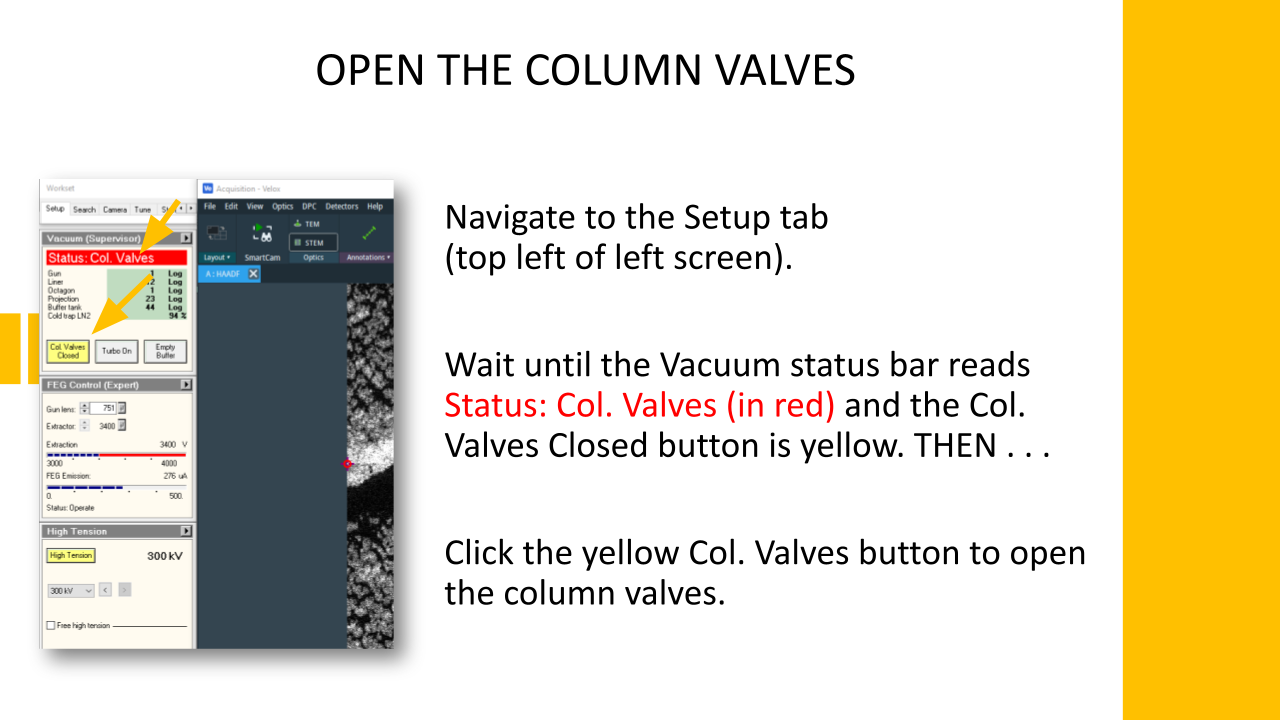 OPEN THE COLUMN VALVES
Workset
Setup Search Camera Tune
Vacuum (Supervisor)
Status: Col. Valves
Gun 1 Log
Liner Log
Octagon 1 Log
Projection 23 Log
Buffer tank 44 Log
Cold trap LN2 94 %
Col. Valves Closed
Turbo On
Empty Buffer
FEG Control (Expert)
Gun lens: 751
Extractor: 3400
Extraction 3400 V
3000 4000
FEG Emission: 276 uA
0. 500.
Status: Operate
High Tension
High Tension 300 kV
300 kV < >
Free high tension
Ve Acquisition - Velox
File Edit View Optics DPC Detectors Help
TEM
STEM
Layout SmartCam Optics Annotations
A : HAADF
Navigate to the Setup tab
(top left of left screen).
Wait until the Vacuum status bar reads
Status: Col. Valves (in red) and the Col.
Valves Closed button is yellow. THEN . . .
Click the yellow Col. Valves button to open
the column valves.